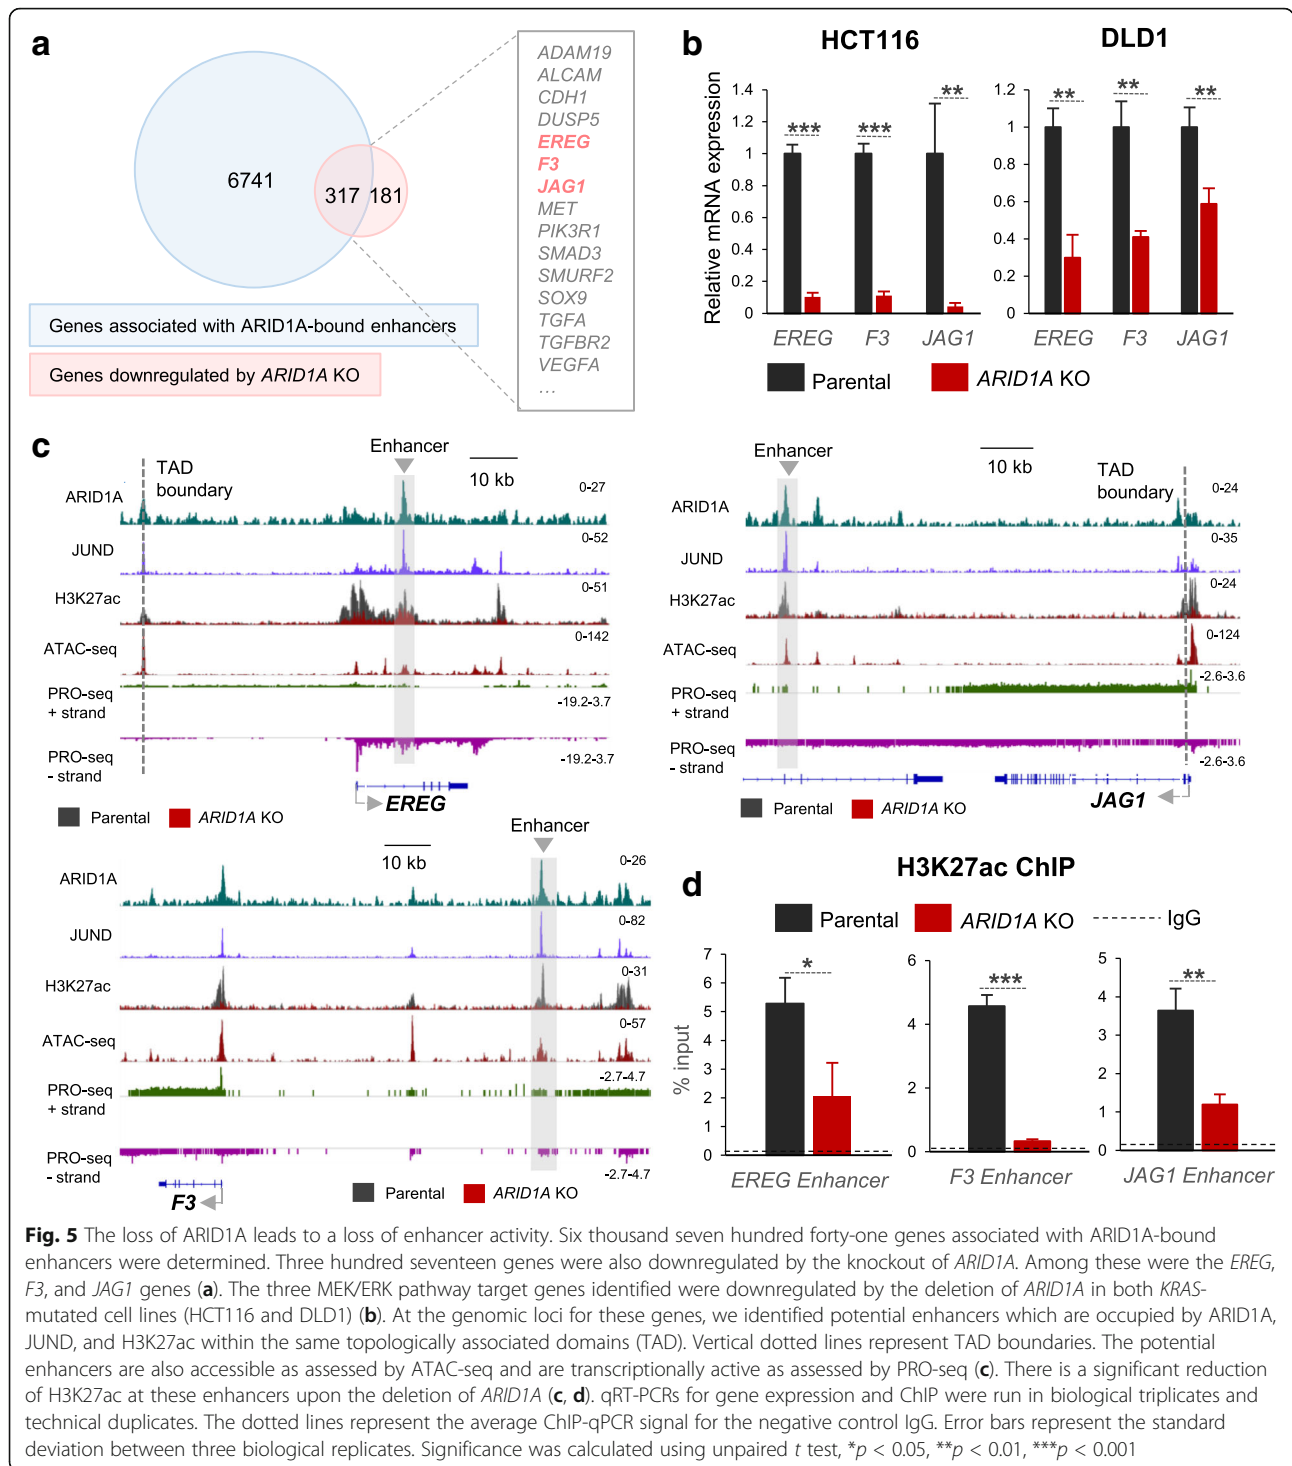 a
6741
317
181
Genes associated with ARID1A-bound enhancers
Genes downregulated by ARID1A KO
ADAM19
ALCAM
CDH1
DUSP5
EREG
F3
JAG1
MET
PIK3R1
SMAD3
SMURF2
SOX9
TGFA
TGFBR2
VEGFA
...
b
HCT116
DLD1
Relative mRNA expression
1.4
1.2
1
0.8
0.6
0.4
0.2
0
***
***
**
EREG
F3
JAG1
1.2
1
0.8
0.6
0.4
0.2
0
**
**
**
EREG
F3
JAG1
Parental
ARID1A KO
c
TAD
boundary
Enhancer
10 kb
ARID1A
0-27
JUND
0-52
H3K27ac
0-51
ATAC-seq
0-142
PRO-seq
+ strand
-19.2-3.7
PRO-seq
- strand
-19.2-3.7
EREG
Parental
ARID1A KO
Enhancer
10 kb
TAD
boundary
ARID1A
0-24
JUND
0-35
H3K27ac
0-24
ATAC-seq
0-124
PRO-seq
+ strand
-2.6-3.6
PRO-seq
- strand
-2.6-3.6
JAG1
Parental
ARID1A KO
10 kb
Enhancer
ARID1A
0-26
JUND
0-82
H3K27ac
0-31
ATAC-seq
0-57
PRO-seq
+ strand
-2.7-4.7
PRO-seq
- strand
-2.7-4.7
F3
Parental
ARID1A KO
d
H3K27ac ChIP
Parental
ARID1A KO
IgG
% input
7
6
5
4
3
2
1
0
*
EREG Enhancer
6
4
2
0
***
F3 Enhancer
5
4
3
2
1
0
**
JAG1 Enhancer
Fig. 5 The loss of ARID1A leads to a loss of enhancer activity. Six thousand seven hundred forty-one genes associated with ARID1A-bound
enhancers were determined. Three hundred seventeen genes were also downregulated by the knockout of ARID1A. Among these were the EREG,
F3, and JAG1 genes (a). The three MEK/ERK pathway target genes identified were downregulated by the deletion of ARID1A in both KRAS-
mutated cell lines (HCT116 and DLD1) (b). At the genomic loci for these genes, we identified potential enhancers which are occupied by ARID1A,
JUND, and H3K27ac within the same topologically associated domains (TAD). Vertical dotted lines represent TAD boundaries. The potential
enhancers are also accessible as assessed by ATAC-seq and are transcriptionally active as assessed by PRO-seq (c). There is a significant reduction
of H3K27ac at these enhancers upon the deletion of ARID1A (c, d). qRT-PCRs for gene expression and ChIP were run in biological triplicates and
technical duplicates. The dotted lines represent the average ChIP-qPCR signal for the negative control IgG. Error bars represent the standard
deviation between three biological replicates. Significance was calculated using unpaired t test, *p < 0.05, **p < 0.01, ***p < 0.001